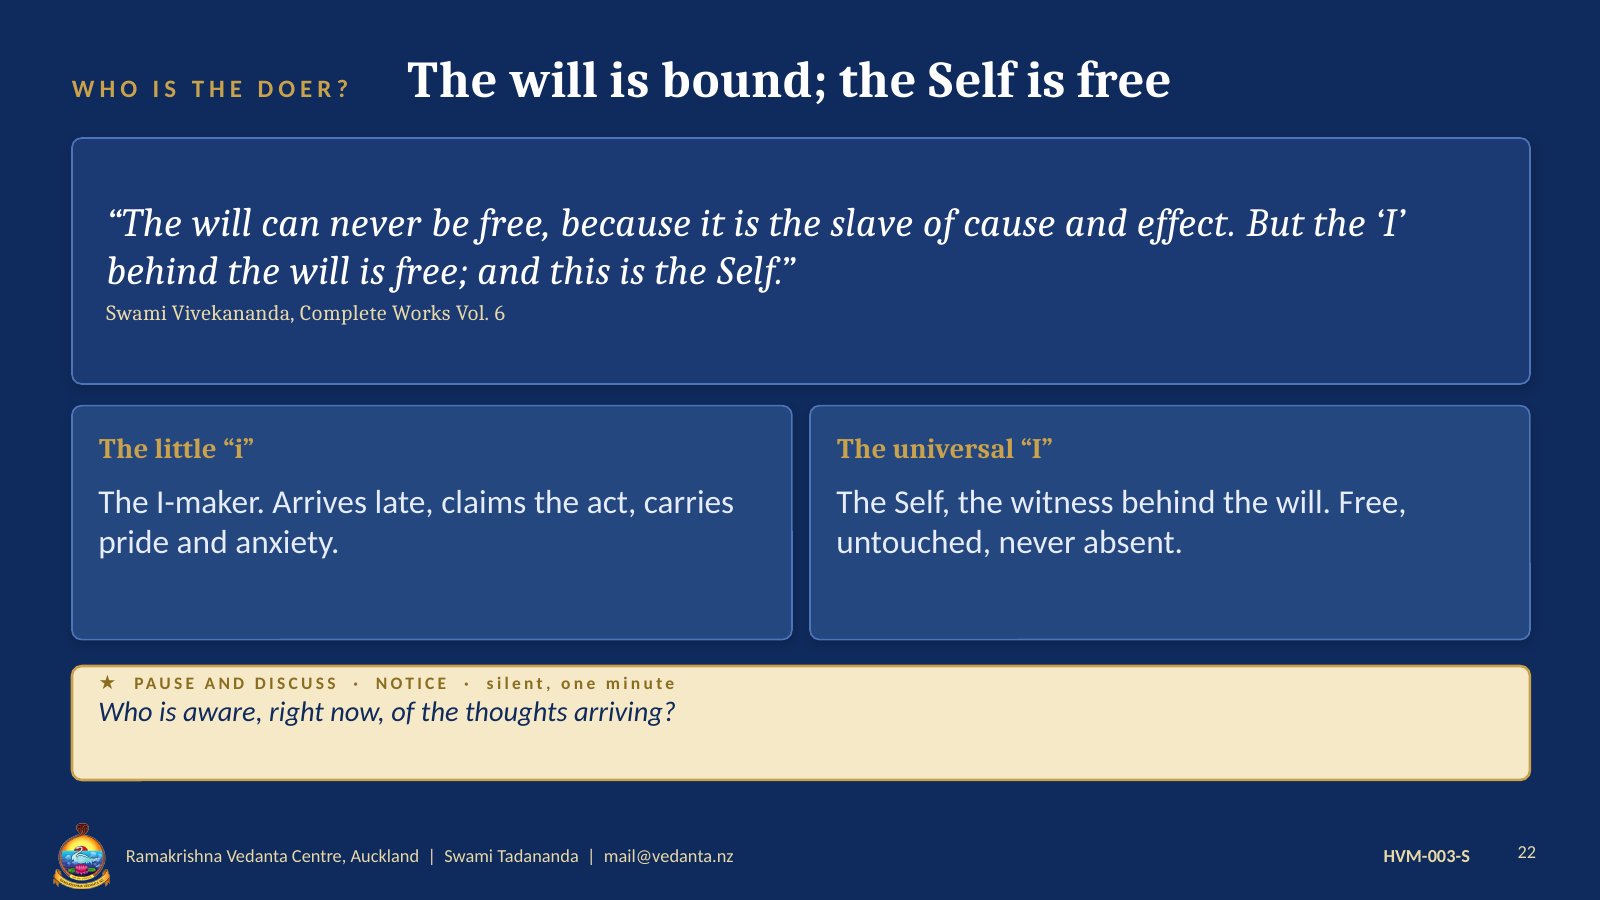 WHO IS THE DOER?
The will is bound; the Self is free
“The will can never be free, because it is the slave of cause and effect. But the ‘I’
behind the will is free; and this is the Self.”
Swami Vivekananda, Complete Works Vol. 6
The little “i”
The I-maker. Arrives late, claims the act, carries
pride and anxiety.
The universal “I”
The Self, the witness behind the will. Free,
untouched, never absent.
★ PAUSE AND DISCUSS · NOTICE · silent, one minute
Who is aware, right now, of the thoughts arriving?
Ramakrishna Vedanta Centre, Auckland | Swami Tadananda | mail@vedanta.nz
HVM-003-S
22